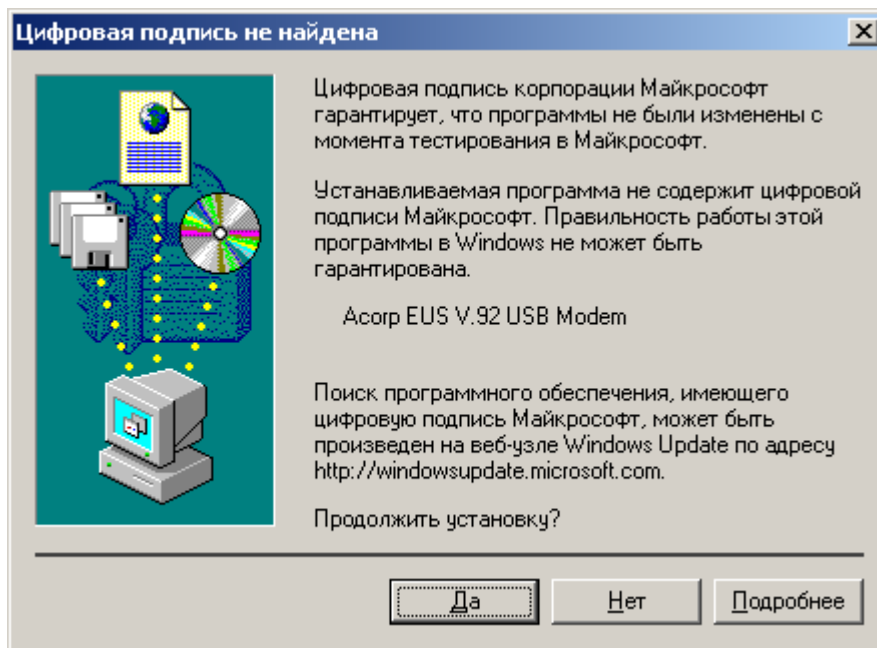 Цифровая подпись не найдена
Цифровая подпись корпорации Майкрософт
гарантирует, что программы не были изменены с
момента тестирования в Майкрософт.
Устанавливаемая программа не содержит цифровой
подписи Майкрософт. Правильность работы этой
программы в Windows не может быть
гарантирована.
Acorp EUS V.92 USB Modem
Поиск программного обеспечения, имеющего
цифровую подпись Майкрософт, может быть
произведен на веб-узле Windows Update по адресу
http://windowsupdate.microsoft.com.
Продолжить установку?
Да
Нет
Подробнее